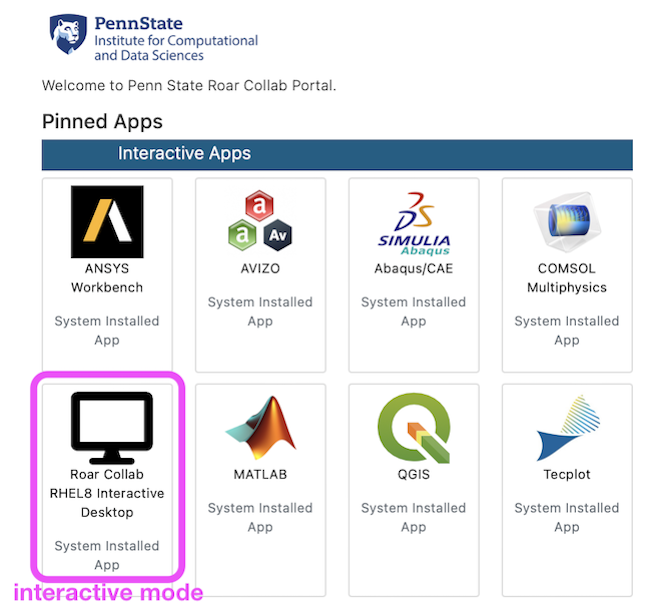 PennState
Institute for Computational
and Data Sciences
Welcome to Penn State Roar Collab Portal.
Pinned Apps
Interactive Apps
ANSYS
Workbench
System Installed
App
a
a
Av
AVIZO
System Installed
App
SIMULIA
Abaqus
Abaqus/CAE
System Installed
App
COMSOL
Multiphysics
System Installed
App
Roar Collab
RHEL8 Interactive
Desktop
System Installed
App
MATLAB
System Installed
App
QGIS
System Installed
App
Tecplot
System Installed
App
interactive mode